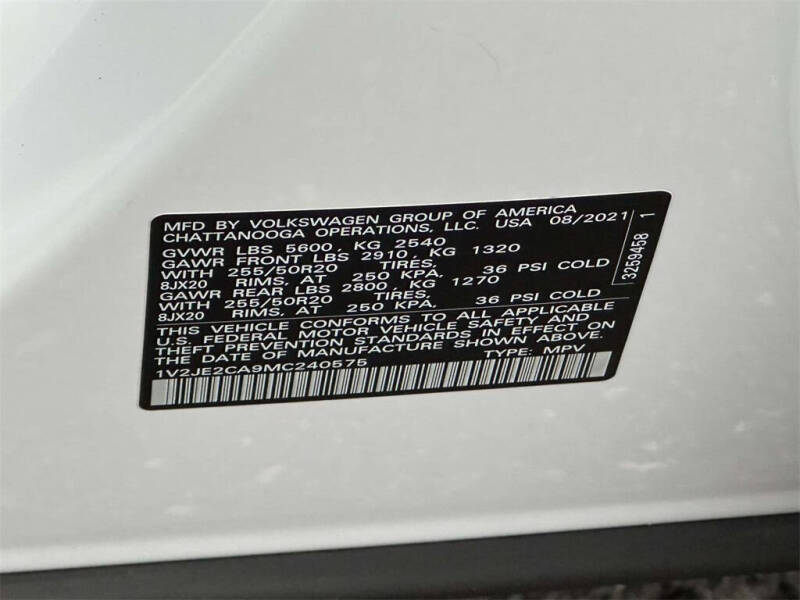 MFD BY VOLKSWAGEN GROUP OF AMERICA
CHATTANOOGA OPERATIONS, LLC. USA 08/2021
GVWR LBS 5600, KG 2540
GAWR FRONT LBS 2910, KG 1320
WITH 255/50R20 TIRES,
8JX20 RIMS, AT 250 KPA, 36 PSI COLD
GAWR REAR LBS 2800, KG 1270
WITH 255/50R20 TIRES,
8JX20 RIMS, AT 250 KPA, 36 PSI COLD
THIS VEHICLE CONFORMS TO ALL APPLICABLE
U.S. FEDERAL MOTOR VEHICLE SAFETY AND
THEFT PREVENTION STANDARDS IN EFFECT ON
THE DATE OF MANUFACTURE SHOWN ABOVE.
1V2JE2CA9MC240575 TYPE: MPV
3259458 1